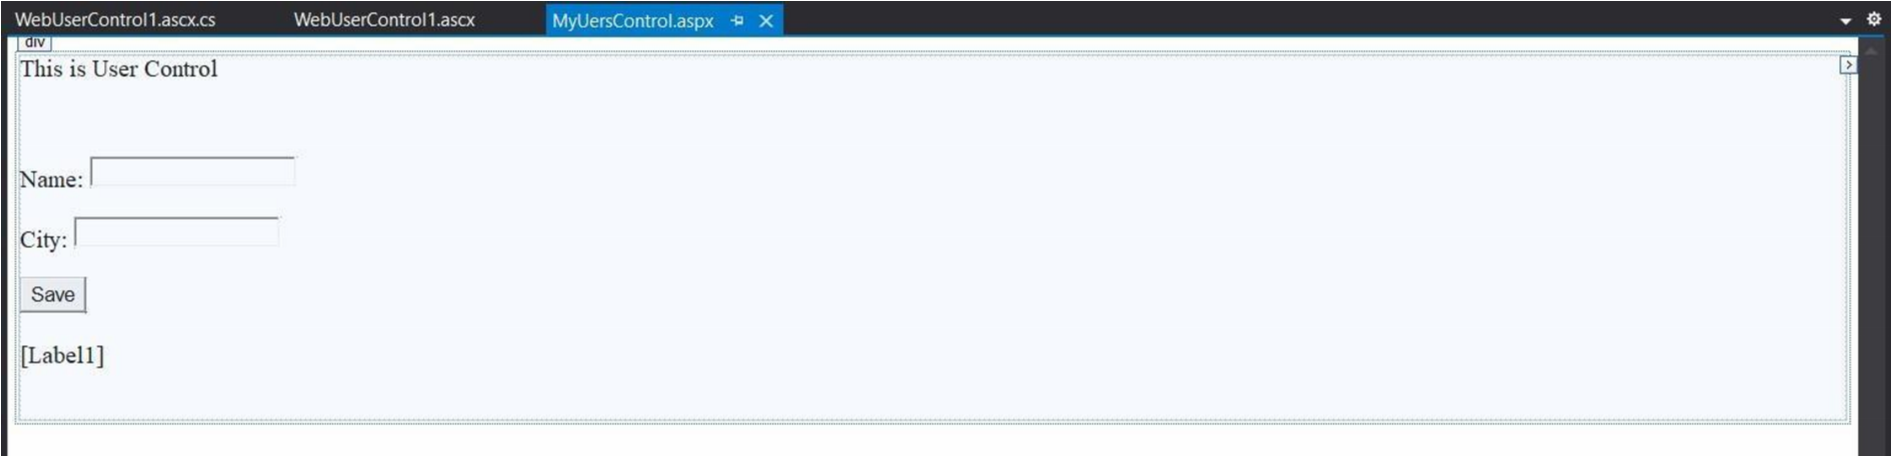 WebUserControl1.ascx.cs WebUserControl1.ascx MyUersControl.aspx
div
This is User Control
Name:
City:
Save
[Label1]